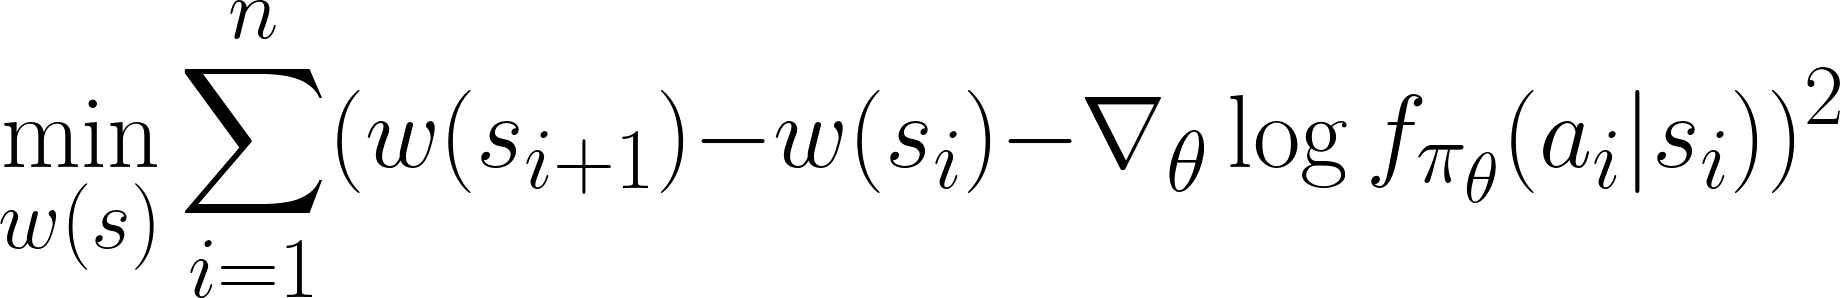 \min_{w(s)} \sum_{i=1}^{n} (w(s_{i+1}) - w(s_i) - \nabla_\theta \log f_{\pi_\theta}(a_i|s_i))^2